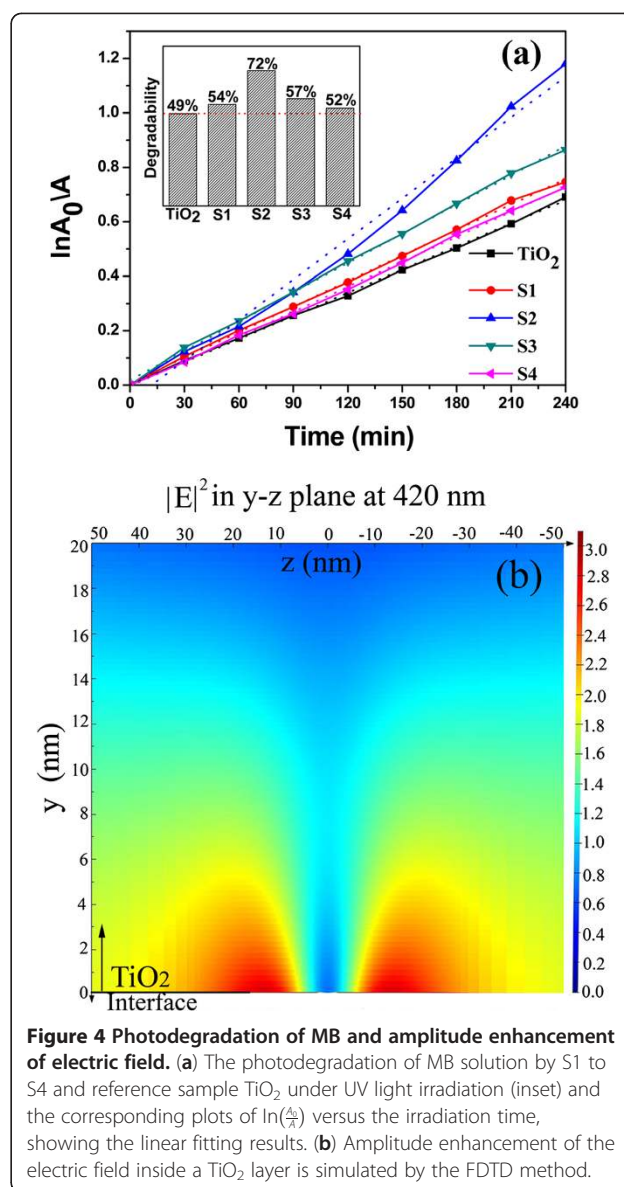 (a)
lnA₀\A
1.2
1.0
0.8
0.6
0.4
0.2
0.0
Degradability
49%
54%
72%
57%
52%
TiO₂ S1 S2 S3 S4
TiO₂
S1
S2
S3
S4
0 30 60 90 120 150 180 210 240
Time (min)
|E|² in y-z plane at 420 nm
50 40 30 20 10 0 -10 -20 -30 -40 -50
z (nm)
(b)
y (nm)
20
18
16
14
12
10
8
6
4
2
0
TiO₂
Interface
3.0
2.8
2.6
2.4
2.2
2.0
1.8
1.6
1.4
1.2
1.0
0.8
0.6
0.4
0.2
0.0
Figure 4 Photodegradation of MB and amplitude enhancement
of electric field. (a) The photodegradation of MB solution by S1 to
S4 and reference sample TiO₂ under UV light irradiation (inset) and
the corresponding plots of ln(A₀/A) versus the irradiation time,
showing the linear fitting results. (b) Amplitude enhancement of the
electric field inside a TiO₂ layer is simulated by the FDTD method.